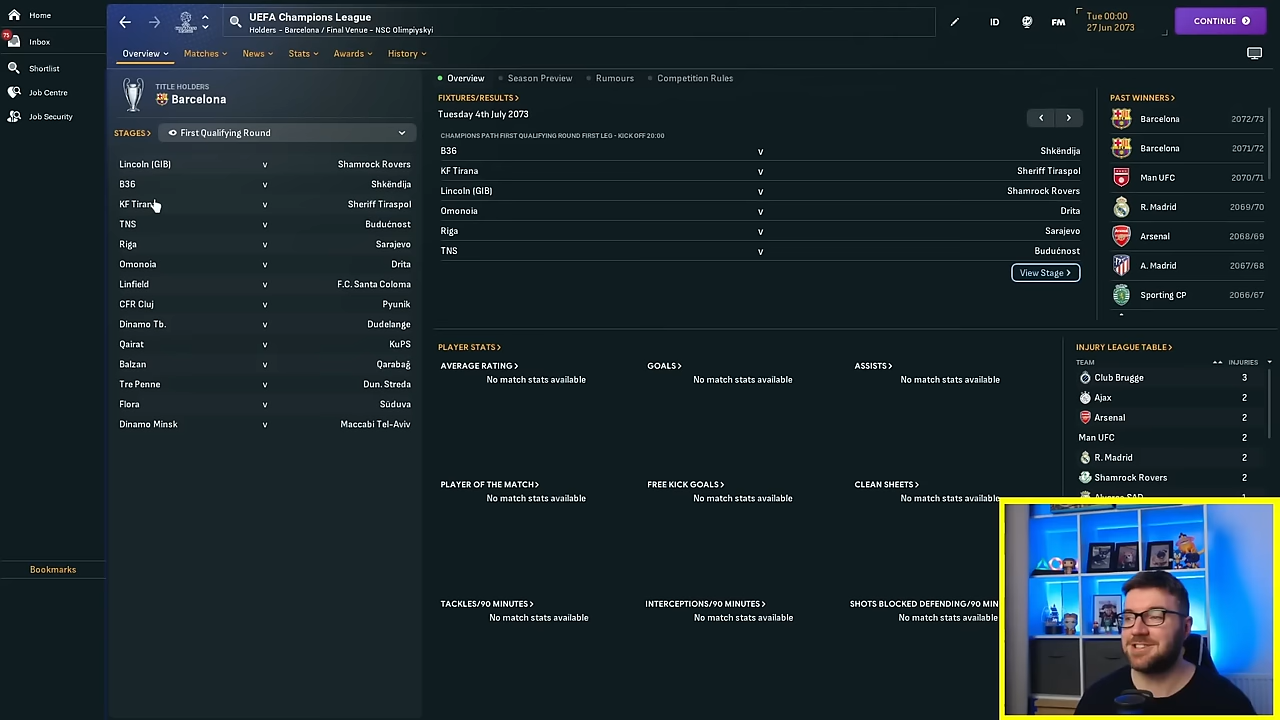 Home
75
Inbox
Shortlist
Job Centre
Job Security
Bookmarks
UEFA Champions League
Holders - Barcelona / Final Venue - NSC Olimpiyskyi
ID
FM
Tue 00:00
27 Jun 2073
CONTINUE
Overview
Matches
News
Stats
Awards
History
TITLE HOLDERS
Barcelona
STAGES
First Qualifying Round
Lincoln (GIB) v Shamrock Rovers
B36 v Shkëndija
KF Tirana v Sheriff Tiraspol
TNS v Budućnost
Riga v Sarajevo
Omonoia v Drita
Linfield v F.C. Santa Coloma
CFR Cluj v Pyunik
Dinamo Tb. v Dudelange
Qairat v KuPS
Balzan v Qarabağ
Tre Penne v Dun. Streda
Flora v Sūduva
Dinamo Minsk v Maccabi Tel-Aviv
Overview
Season Preview
Rumours
Competition Rules
FIXTURES/RESULTS
Tuesday 4th July 2073
CHAMPIONS PATH FIRST QUALIFYING ROUND FIRST LEG - KICK OFF 20:00
B36 v Shkëndija
KF Tirana v Sheriff Tiraspol
Lincoln (GIB) v Shamrock Rovers
Omonoia v Drita
Riga v Sarajevo
TNS v Budućnost
View Stage
PAST WINNERS
Barcelona 2072/73
Barcelona 2071/72
Man UFC 2070/71
R. Madrid 2069/70
Arsenal 2068/69
A. Madrid 2067/68
Sporting CP 2066/67
PLAYER STATS
AVERAGE RATING
No match stats available
GOALS
No match stats available
ASSISTS
No match stats available
PLAYER OF THE MATCH
No match stats available
FREE KICK GOALS
No match stats available
CLEAN SHEETS
No match stats available
TACKLES/90 MINUTES
No match stats available
INTERCEPTIONS/90 MINUTES
No match stats available
SHOTS BLOCKED DEFENDING/90 MIN
No match stats available
INJURY LEAGUE TABLE
TEAM INJURIES
Club Brugge 3
Ajax 2
Arsenal 2
Man UFC 2
R. Madrid 2
Shamrock Rovers 2